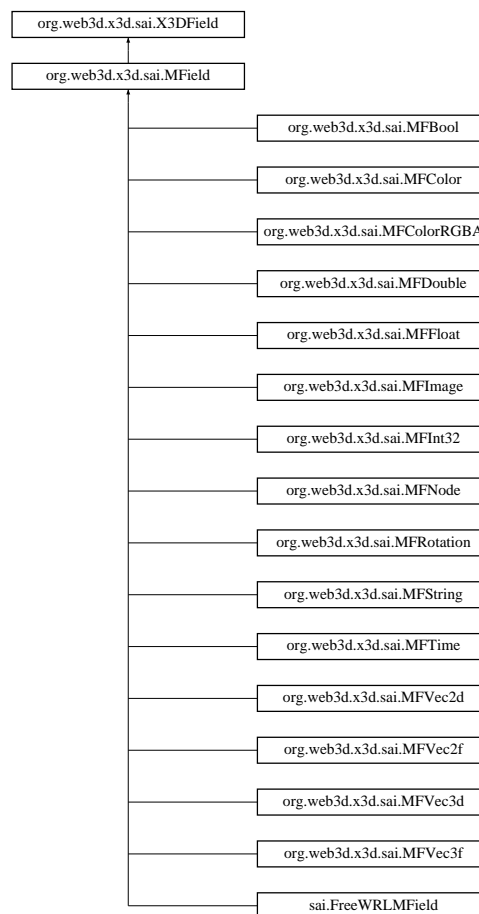 org.web3d.x3d.sai.X3DField
org.web3d.x3d.sai.MField
org.web3d.x3d.sai.MFBool
org.web3d.x3d.sai.MFColor
org.web3d.x3d.sai.MFColorRGBA
org.web3d.x3d.sai.MFDouble
org.web3d.x3d.sai.MFFloat
org.web3d.x3d.sai.MFImage
org.web3d.x3d.sai.MFInt32
org.web3d.x3d.sai.MFNode
org.web3d.x3d.sai.MFRotation
org.web3d.x3d.sai.MFString
org.web3d.x3d.sai.MFTime
org.web3d.x3d.sai.MFVec2d
org.web3d.x3d.sai.MFVec2f
org.web3d.x3d.sai.MFVec3d
org.web3d.x3d.sai.MFVec3f
sai.FreeWRLMField